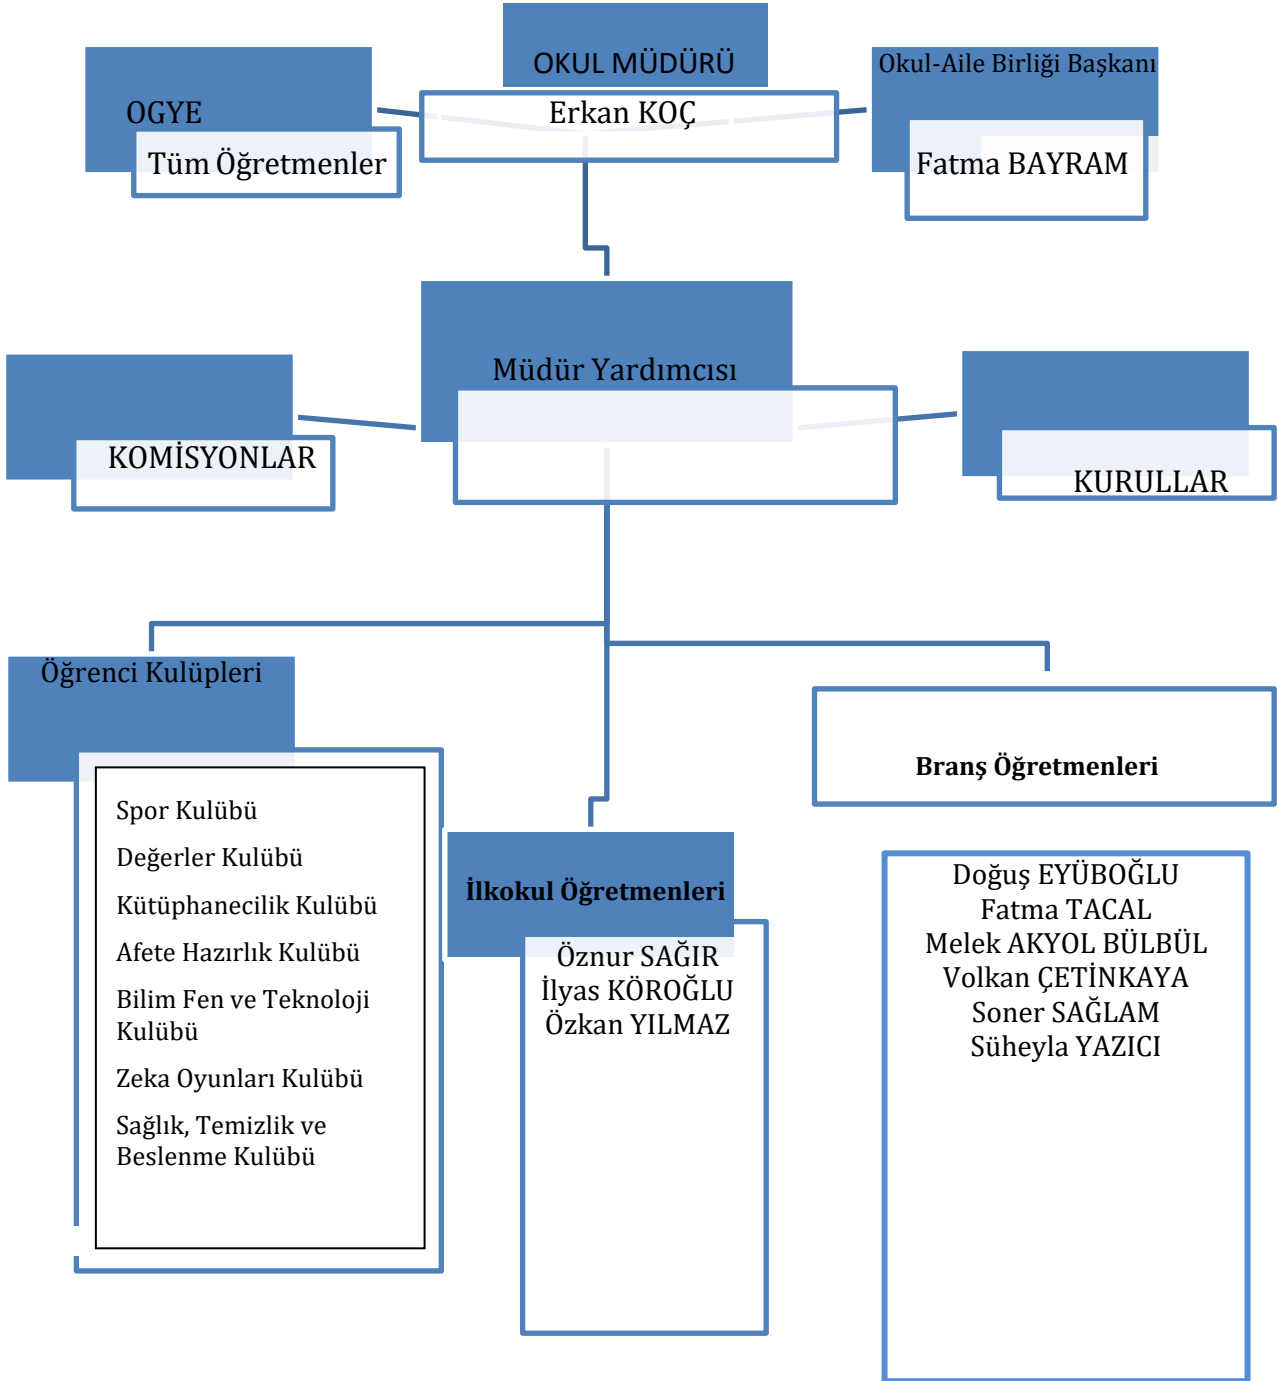 OKUL MÜDÜRÜ
Erkan KOÇ
OGYE
Tüm Öğretmenler
Okul-Aile Birliği Başkanı
Fatma BAYRAM
Müdür Yardımcısı
KOMİSYONLAR
KURULLAR
Öğrenci Kulüpleri
Spor Kulübü
Değerler Kulübü
Kütüphanecilik Kulübü
Afete Hazırlık Kulübü
Bilim Fen ve Teknoloji
Kulübü
Zeka Oyunları Kulübü
Sağlık, Temizlik ve
Beslenme Kulübü
İlkokul Öğretmenleri
Öznur SAĞIR
İlyas KÖROĞLU
Özkan YILMAZ
Branş Öğretmenleri
Doğuş EYÜBOĞLU
Fatma TACAL
Melek AKYOL BÜLBÜL
Volkan ÇETİNKAYA
Soner SAĞLAM
Süheyla YAZICI